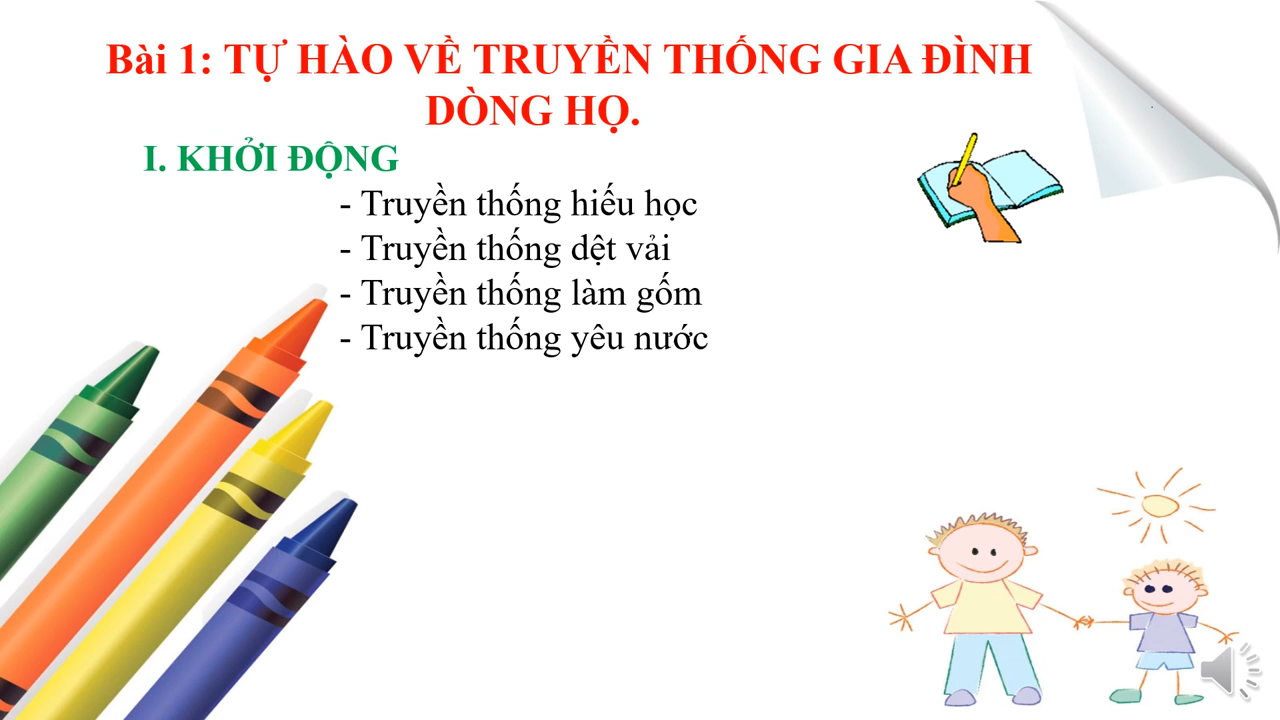 Bài 1: TỰ HÀO VỀ TRUYỀN THỐNG GIA ĐÌNH
DÒNG HỌ.
I. KHỞI ĐỘNG
- Truyền thống hiếu học
- Truyền thống dệt vải
- Truyền thống làm gốm
- Truyền thống yêu nước